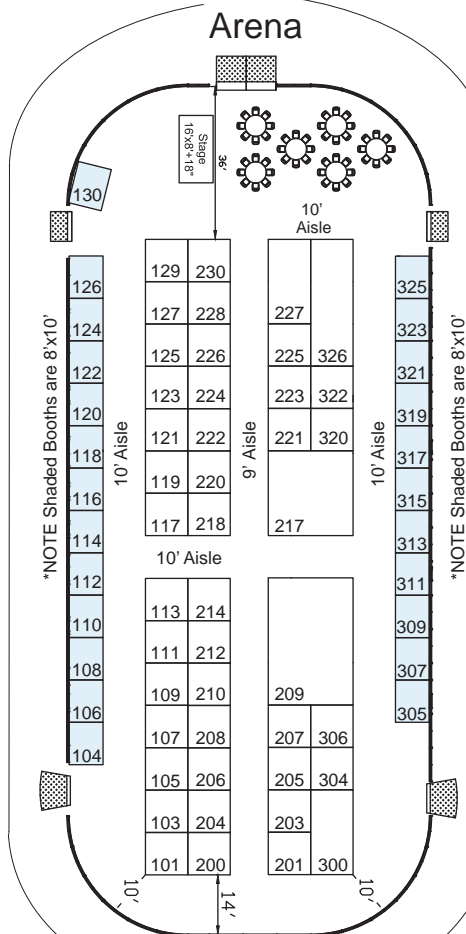 Arena
Stage
16'x8'+18"
36'
10'
Aisle
130
129 230
126 325
127 228 227
124 323
125 226 225 326
122 321
123 224 223 322
120 319
121 222 221 320
118 317
119 220
116 315
117 218 217
114 313
*NOTE Shaded Booths are 8'x10'
10' Aisle
9' Aisle
10' Aisle
*NOTE Shaded Booths are 8'x10'
10' Aisle
112 311
113 214
110 309
111 212
108 307
109 210 209
106 305
107 208 207 306
104
105 206 205 304
103 204 203
101 200 201 300
10'
14'
10'